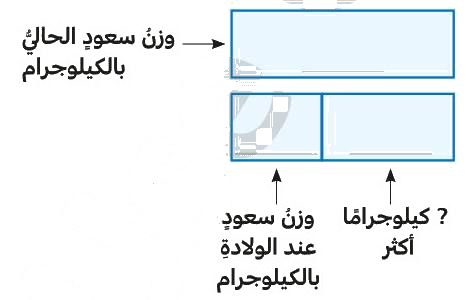 وزنُ سعودٍ الحاليُّ
بالكيلوجرام
? كيلوجرامًا
أكثر
وزنُ سعودٍ
عند الولادةِ
بالكيلوجرام